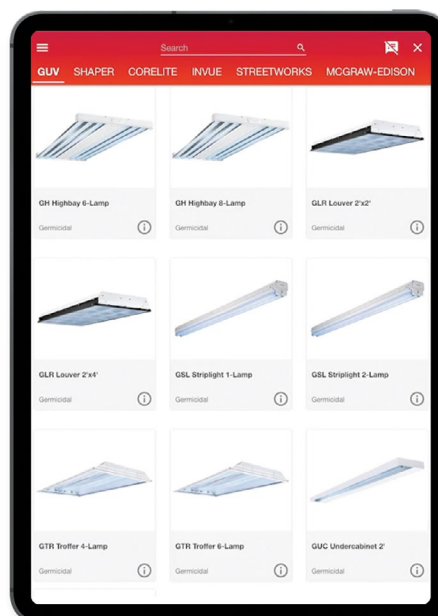 Search
GUV SHAPER CORELITE INVUE STREETWORKS MCGRAW-EDISON
GH Highbay 6-Lamp
Germicidal
GH Highbay 8-Lamp
Germicidal
GLR Louver 2'x2'
Germicidal
GLR Louver 2'x4'
Germicidal
GSL Striplight 1-Lamp
Germicidal
GSL Striplight 2-Lamp
Germicidal
GTR Troffer 4-Lamp
Germicidal
GTR Troffer 6-Lamp
Germicidal
GUC Undercabinet 2'
Germicidal